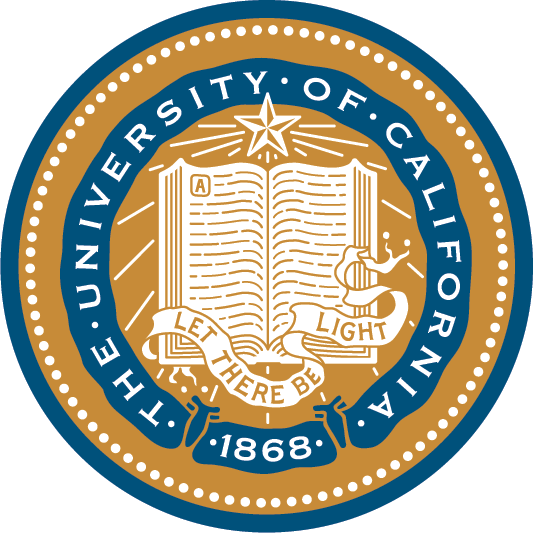 ·THE·UNIVERSITY·OF·CALIFORNIA·
A
LET THERE BE LIGHT
·1868·